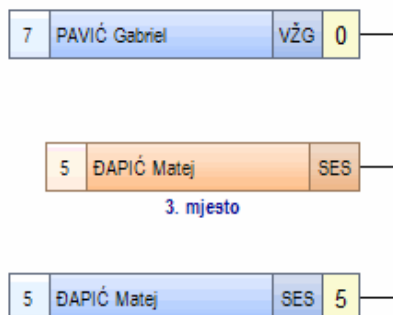 7 PAVIĆ Gabriel VŽG 0
5 ĐAPIĆ Matej SES
3. mjesto
5 ĐAPIĆ Matej SES 5